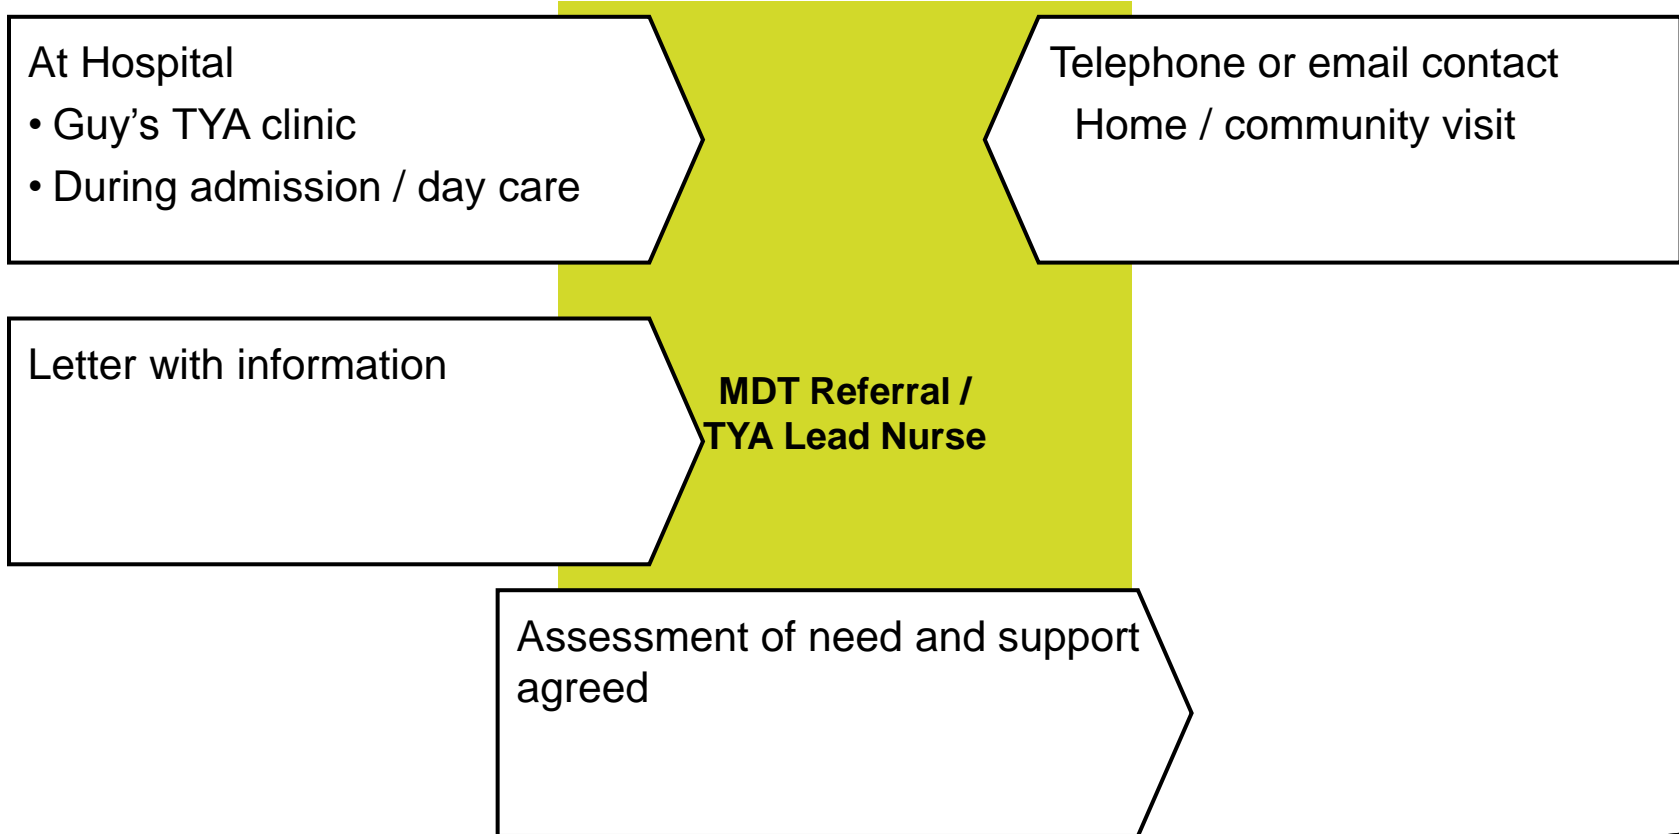 At Hospital
• Guy’s TYA clinic
• During admission / day care
Telephone or email contact
Home / community visit
Letter with information
MDT Referral /
TYA Lead Nurse
Assessment of need and support
agreed